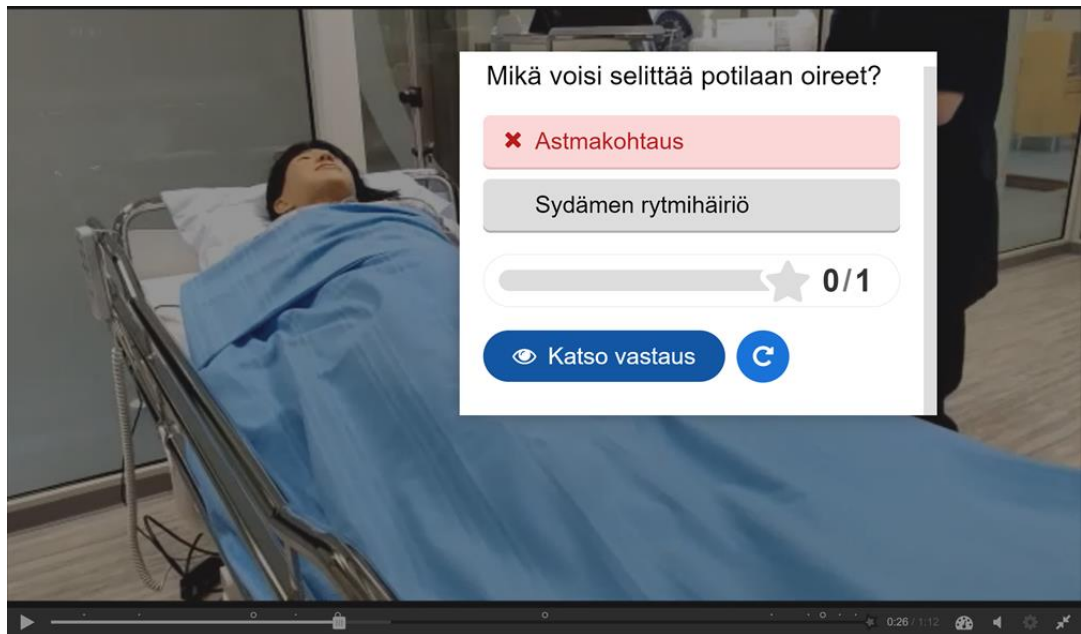 Mikä voisi selittää potilaan oireet?
Astmakohtaus
Sydämen rytmihäiriö
0/1
Katso vastaus
0:26 / 1:12